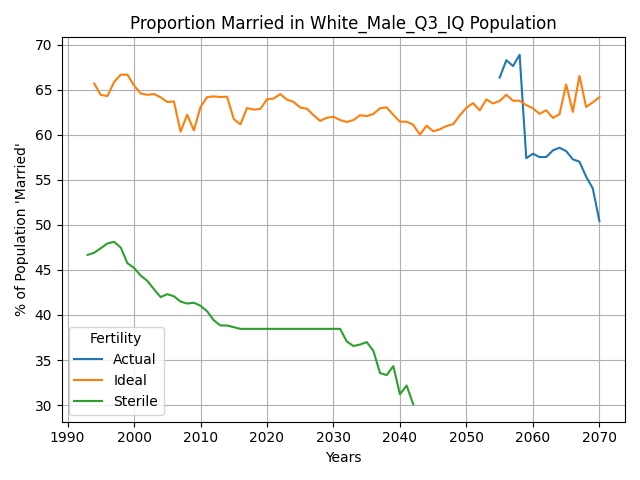 Proportion Married in White_Male_Q3_IQ Population
% of Population 'Married'
70
65
60
55
50
45
40
35
30
Fertility
Actual
Ideal
Sterile
1990 2000 2010 2020 2030 2040 2050 2060 2070
Years